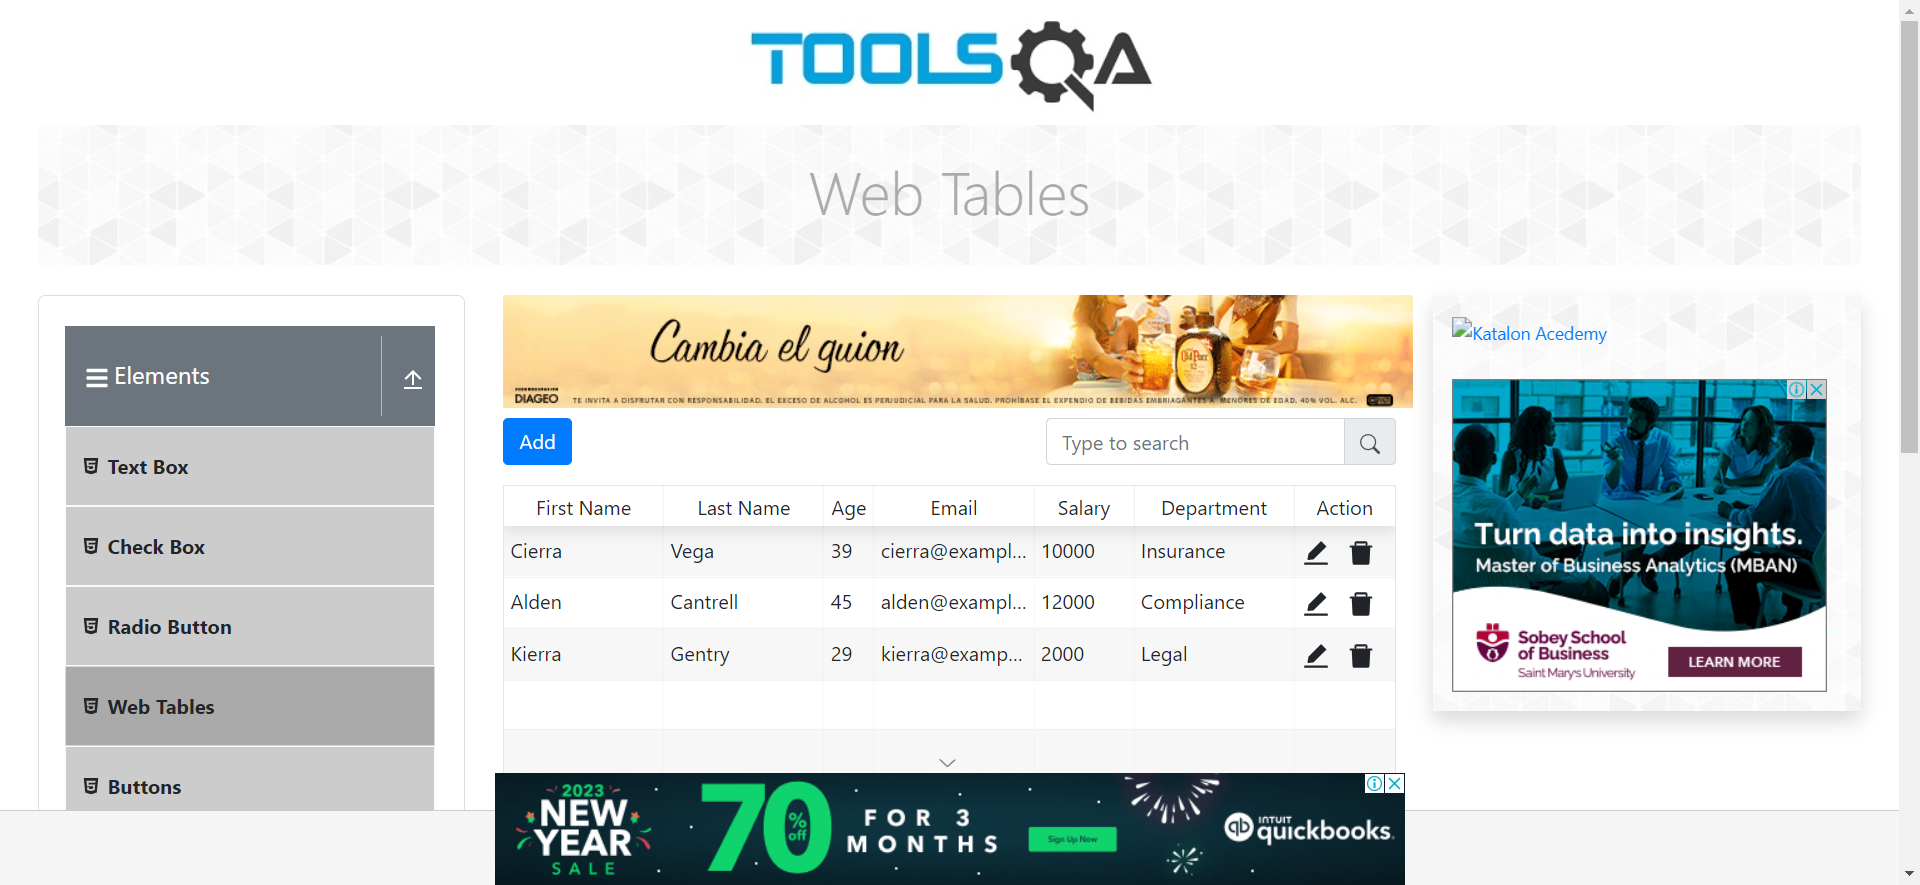 TOOLSQA
Web Tables
Elements
Text Box
Check Box
Radio Button
Web Tables
Buttons
Cambia el guion
Old Parr
12
DIAGEO
TE INVITA A DISFRUTAR CON RESPONSABILIDAD. EL EXCESO DE ALCOHOL ES PERJUDICIAL PARA LA SALUD. PROHÍBASE EL EXPENDIO DE BEBIDAS EMBRIAGANTES A MENORES DE EDAD. 40% VOL. ALC.
Add
Type to search
First Name Last Name Age Email Salary Department Action
Cierra Vega 39 cierra@exampl... 10000 Insurance
Alden Cantrell 45 alden@exampl... 12000 Compliance
Kierra Gentry 29 kierra@examp... 2000 Legal
Katalon Acedemy
Turn data into insights.
Master of Business Analytics (MBAN)
Sobey School
of Business
Saint Mary's University
LEARN MORE
2023
NEW
YEAR
SALE
70% off
FOR 3
MONTHS
Sign Up Now
INTUIT
quickbooks.